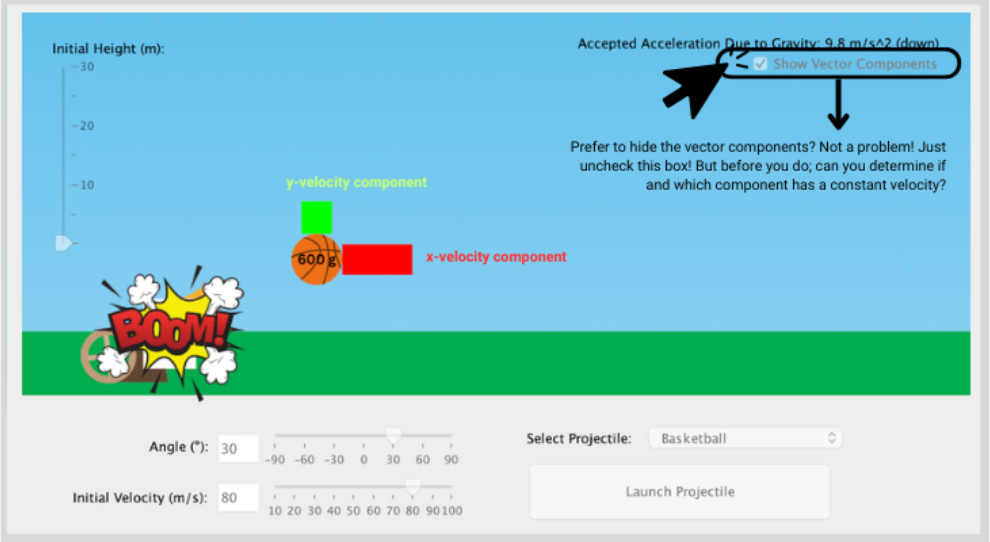 Initial Height (m):
30
20
10
Accepted Acceleration Due to Gravity: 9.8 m/s^2 (down)
Show Vector Components
Prefer to hide the vector components? Not a problem! Just
uncheck this box! But before you do; can you determine if
and which component has a constant velocity?
y-velocity component
600 g
x-velocity component
BOOM!
Angle (°): 30
-90 -60 -30 0 30 60 90
Initial Velocity (m/s): 80
10 20 30 40 50 60 70 80 90 100
Select Projectile: Basketball
Launch Projectile